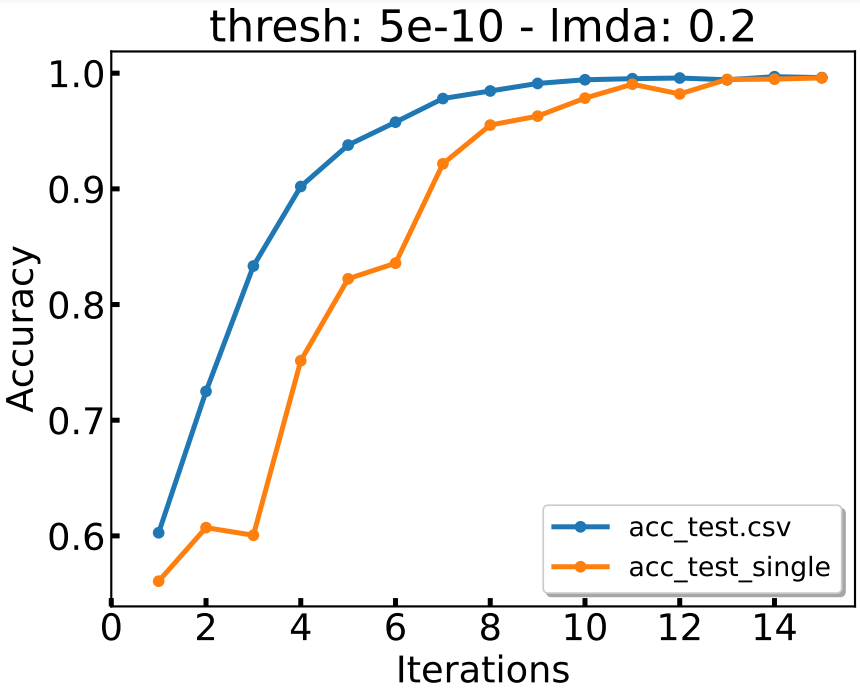 thresh: 5e-10 - lmda: 0.2
1.0
0.9
0.8
0.7
0.6
Accuracy
acc_test.csv
acc_test_single
0 2 4 6 8 10 12 14
Iterations